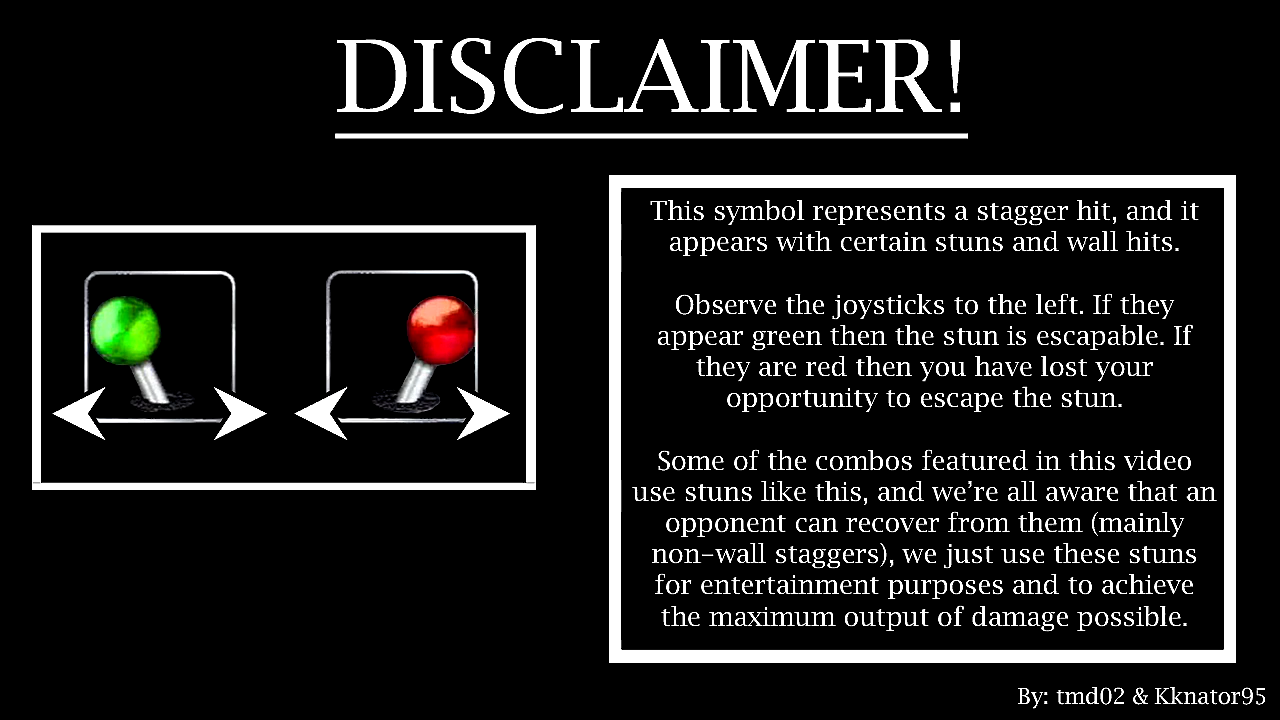 DISCLAIMER!
This symbol represents a stagger hit, and it
appears with certain stuns and wall hits.
Observe the joysticks to the left. If they
appear green then the stun is escapable. If
they are red then you have lost your
opportunity to escape the stun.
Some of the combos featured in this video
use stuns like this, and we’re all aware that an
opponent can recover from them (mainly
non–wall staggers), we just use these stuns
for entertainment purposes and to achieve
the maximum output of damage possible.
By: tmd02 & Kknator95